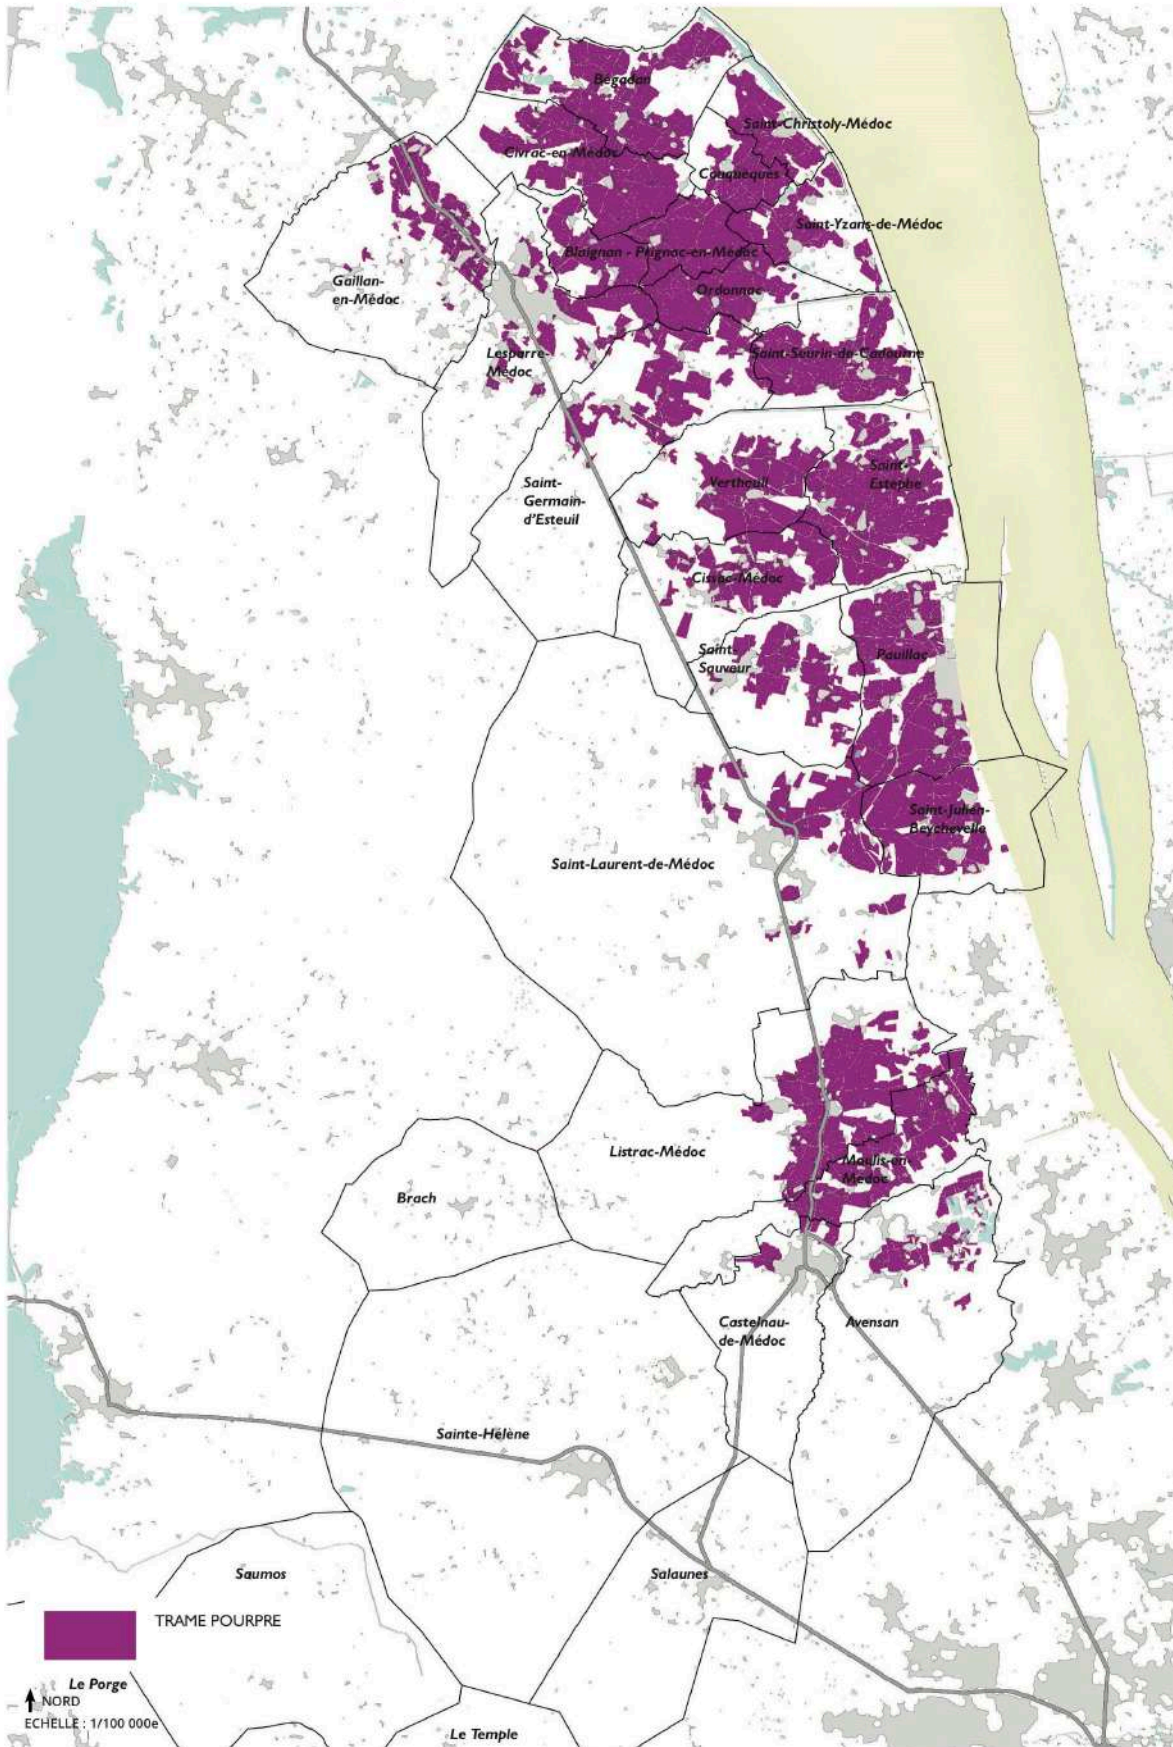 Bégadan
Saint-Christoly-Médoc
Civrac-en-Médoc
Couquèques
Saint-Yzans-de-Médoc
Blaignan - Prignac-en-Médoc
Gaillan-
en-Médoc
Ordonnac
Lesparre-
Médoc
Saint-Seurin-de-Cadourne
Saint-
Estèphe
Vertheuil
Saint-
Germain-
d'Esteuil
Cissac-Médoc
Saint-
Sauveur
Pauillac
Saint-Julien-
Beychevelle
Saint-Laurent-de-Médoc
Listrac-Médoc
Moulis-en-
Médoc
Brach
Castelnau-
de-Médoc
Avensan
Sainte-Hélène
Saumos
Salaunes
TRAME POURPRE
Le Porge
NORD
ECHELLE : 1/100 000e
Le Temple